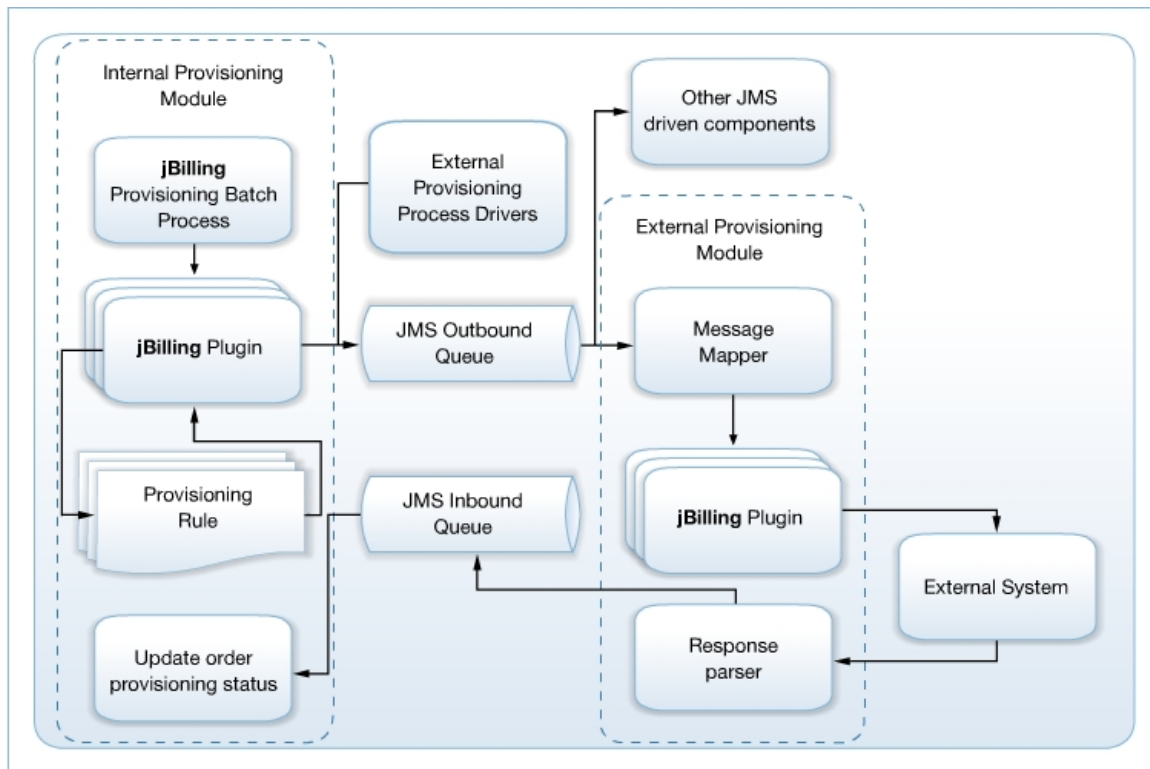 Internal Provisioning
Module
jBilling
Provisioning Batch
Process
jBilling Plugin
Provisioning
Rule
Update order
provisioning status
External
Provisioning
Process Drivers
JMS Outbound
Queue
JMS Inbound
Queue
Other JMS
driven components
External Provisioning
Module
Message
Mapper
jBilling Plugin
Response
parser
External System